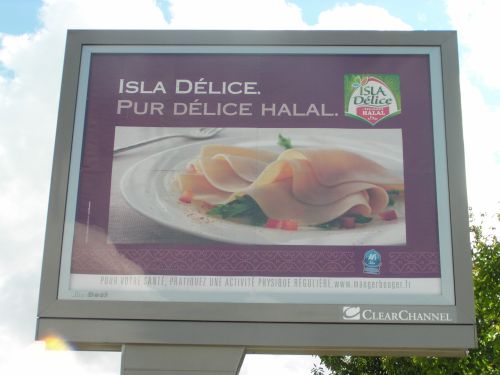 ISLA DÉLICE.
PUR DÉLICE HALAL.
ISLA
Délice
HALAL
POUR VOTRE SANTÉ, PRATIQUEZ UNE ACTIVITÉ PHYSIQUE RÉGULIÈRE. www.mangerbouger.fr
CLEARCHANNEL